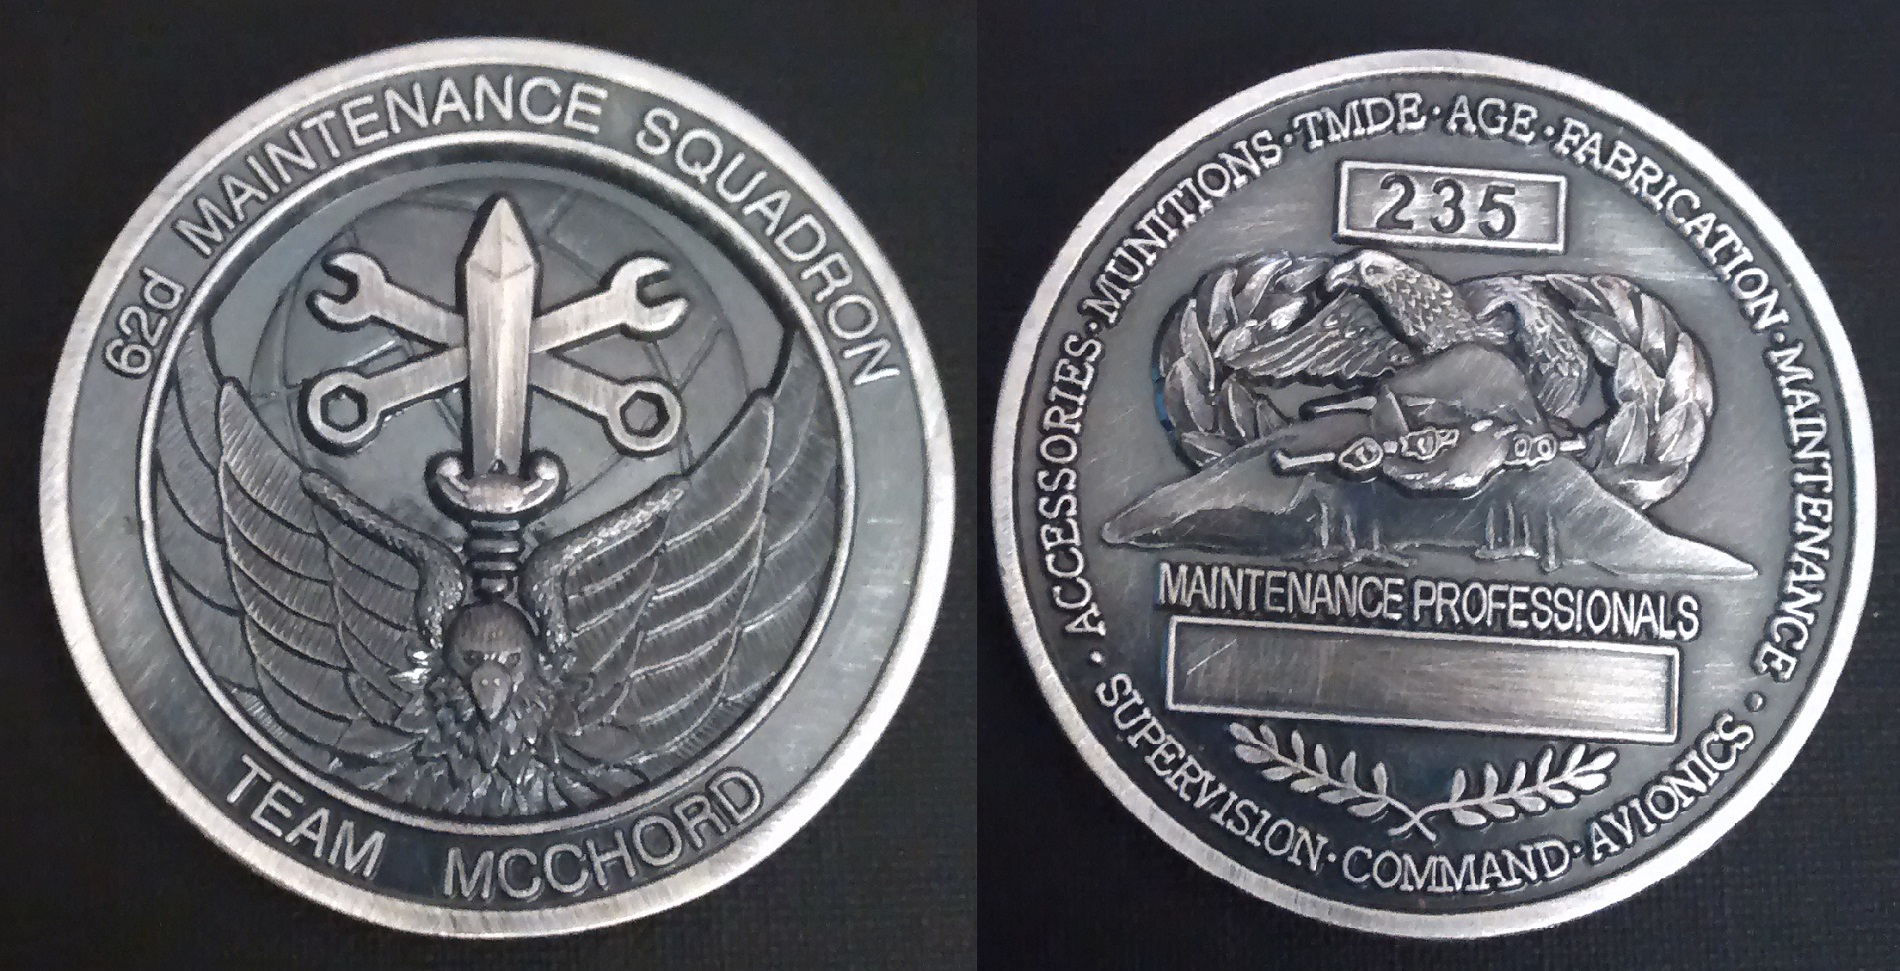 62d MAINTENANCE SQUADRON
TEAM MCCHORD
ACCESSORIES · MUNITIONS · TMDE · AGE · FABRICATION · MAINTENANCE ·
SUPERVISION · COMMAND · AVIONICS ·
235
MAINTENANCE PROFESSIONALS